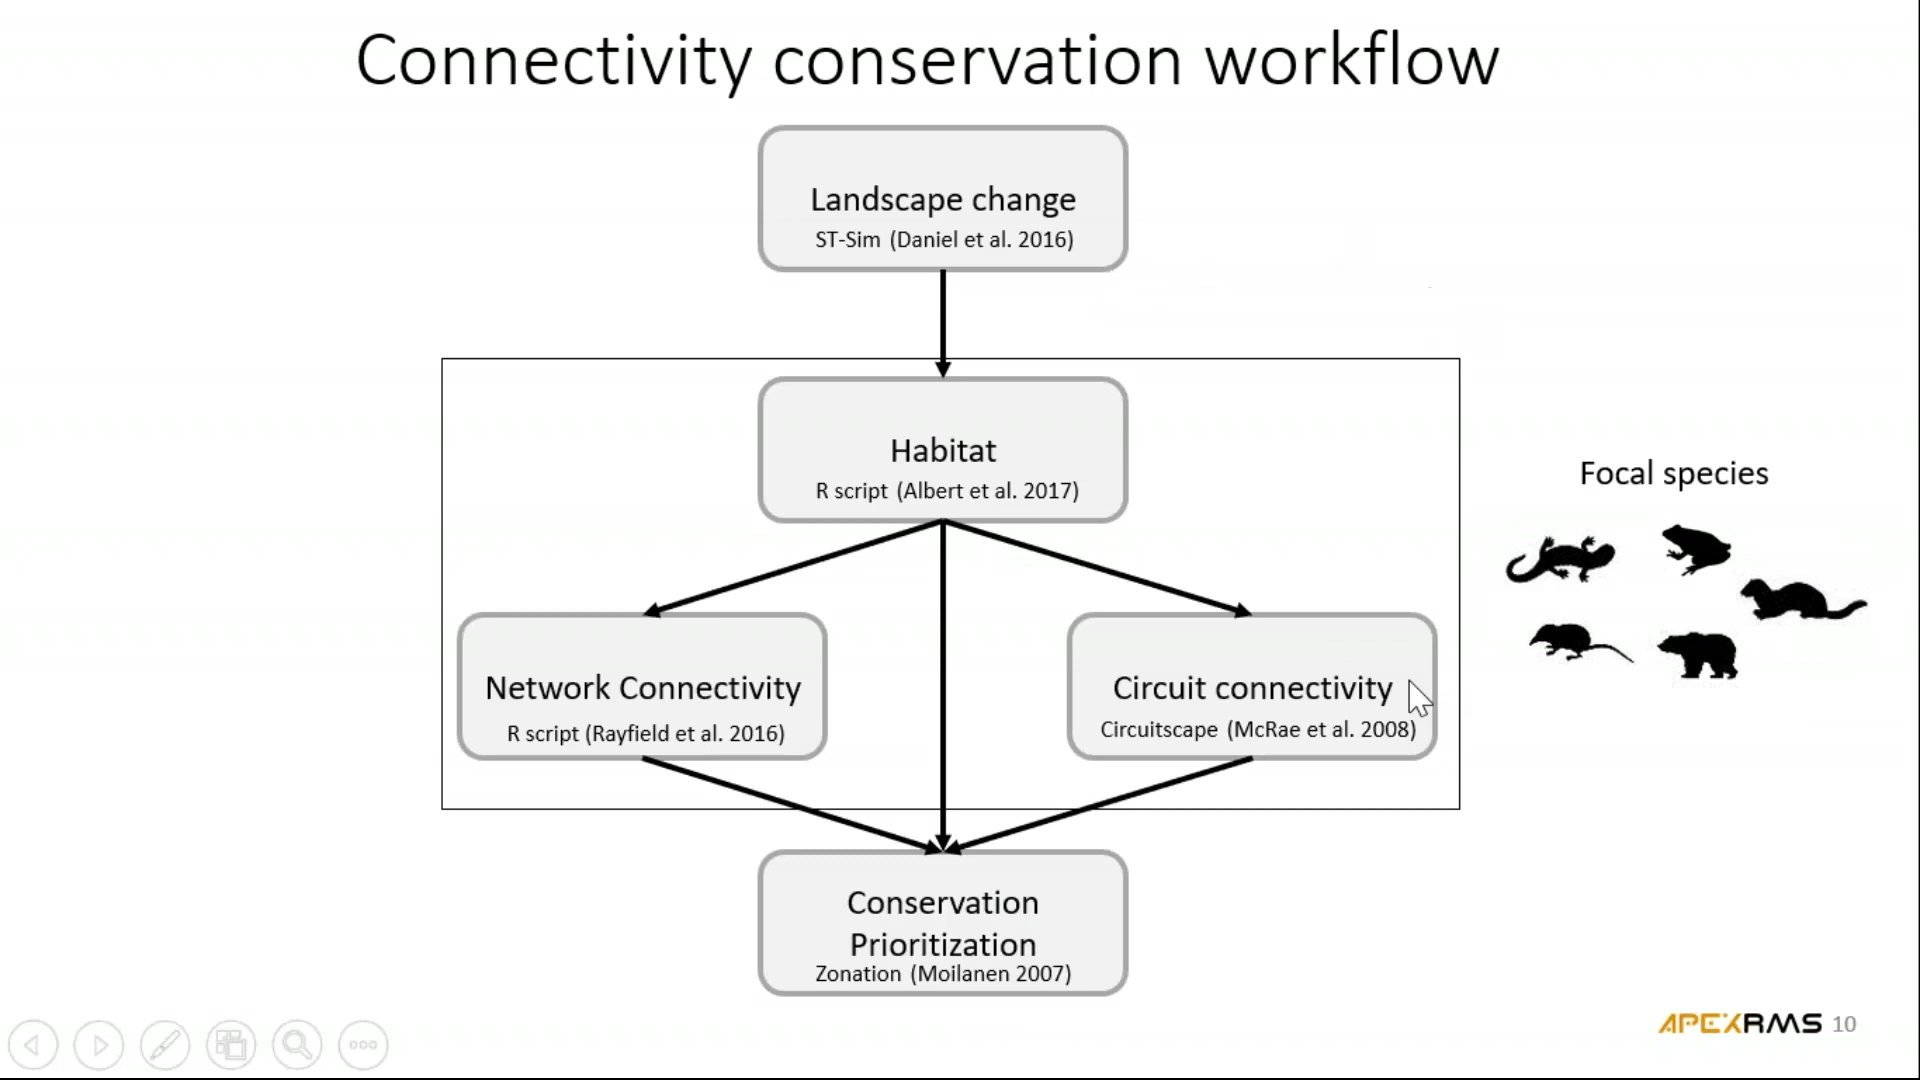 Connectivity conservation workflow
Landscape change
ST-Sim (Daniel et al. 2016)
Habitat
R script (Albert et al. 2017)
Focal species
Network Connectivity
R script (Rayfield et al. 2016)
Circuit connectivity
Circuitscape (McRae et al. 2008)
Conservation
Prioritization
Zonation (Moilanen 2007)
APEXRMS 10